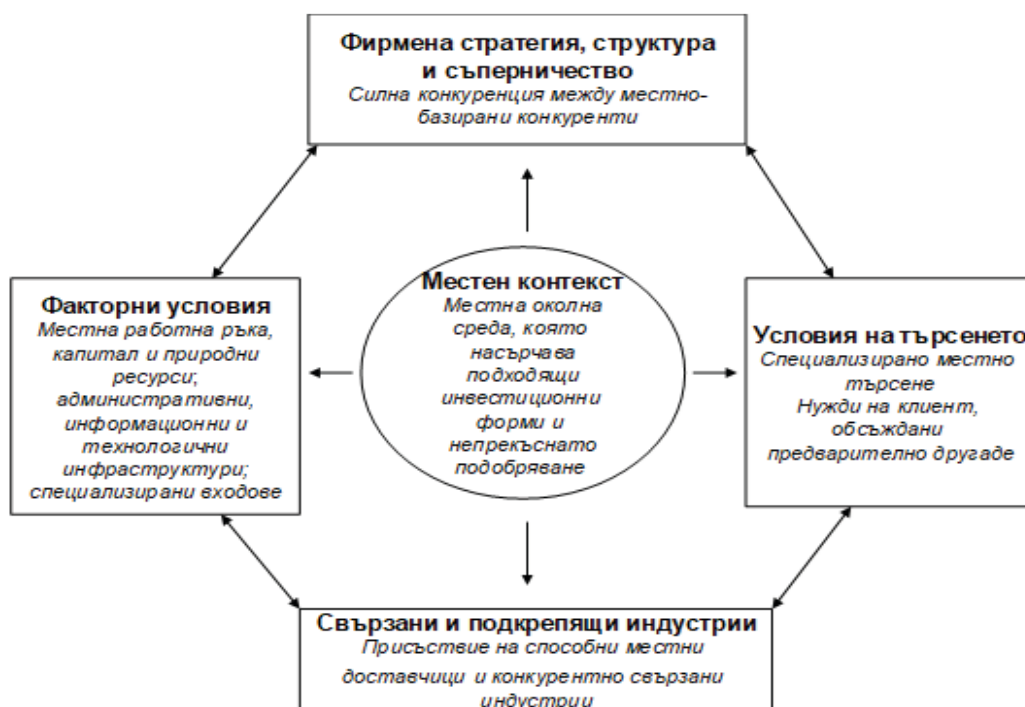 Фирмена стратегия, структура
и съперничество
Силна конкуренция между местно-
базирани конкуренти
Факторни условия
Местна работна ръка,
капитал и природни
ресурси;
административни,
информационни и
технологични
инфраструктури;
специализирани входове
Местен контекст
Местна околна
среда, която
насърчава
подходящи
инвестиционни
форми и
непрекъснато
подобряване
Условия на търсенето
Специализирано местно
търсене
Нужди на клиент,
обсъждани
предварително другаде
Свързани и подкрепящи индустрии
Присъствие на способни местни
доставчици и конкурентно свързани
индустрии